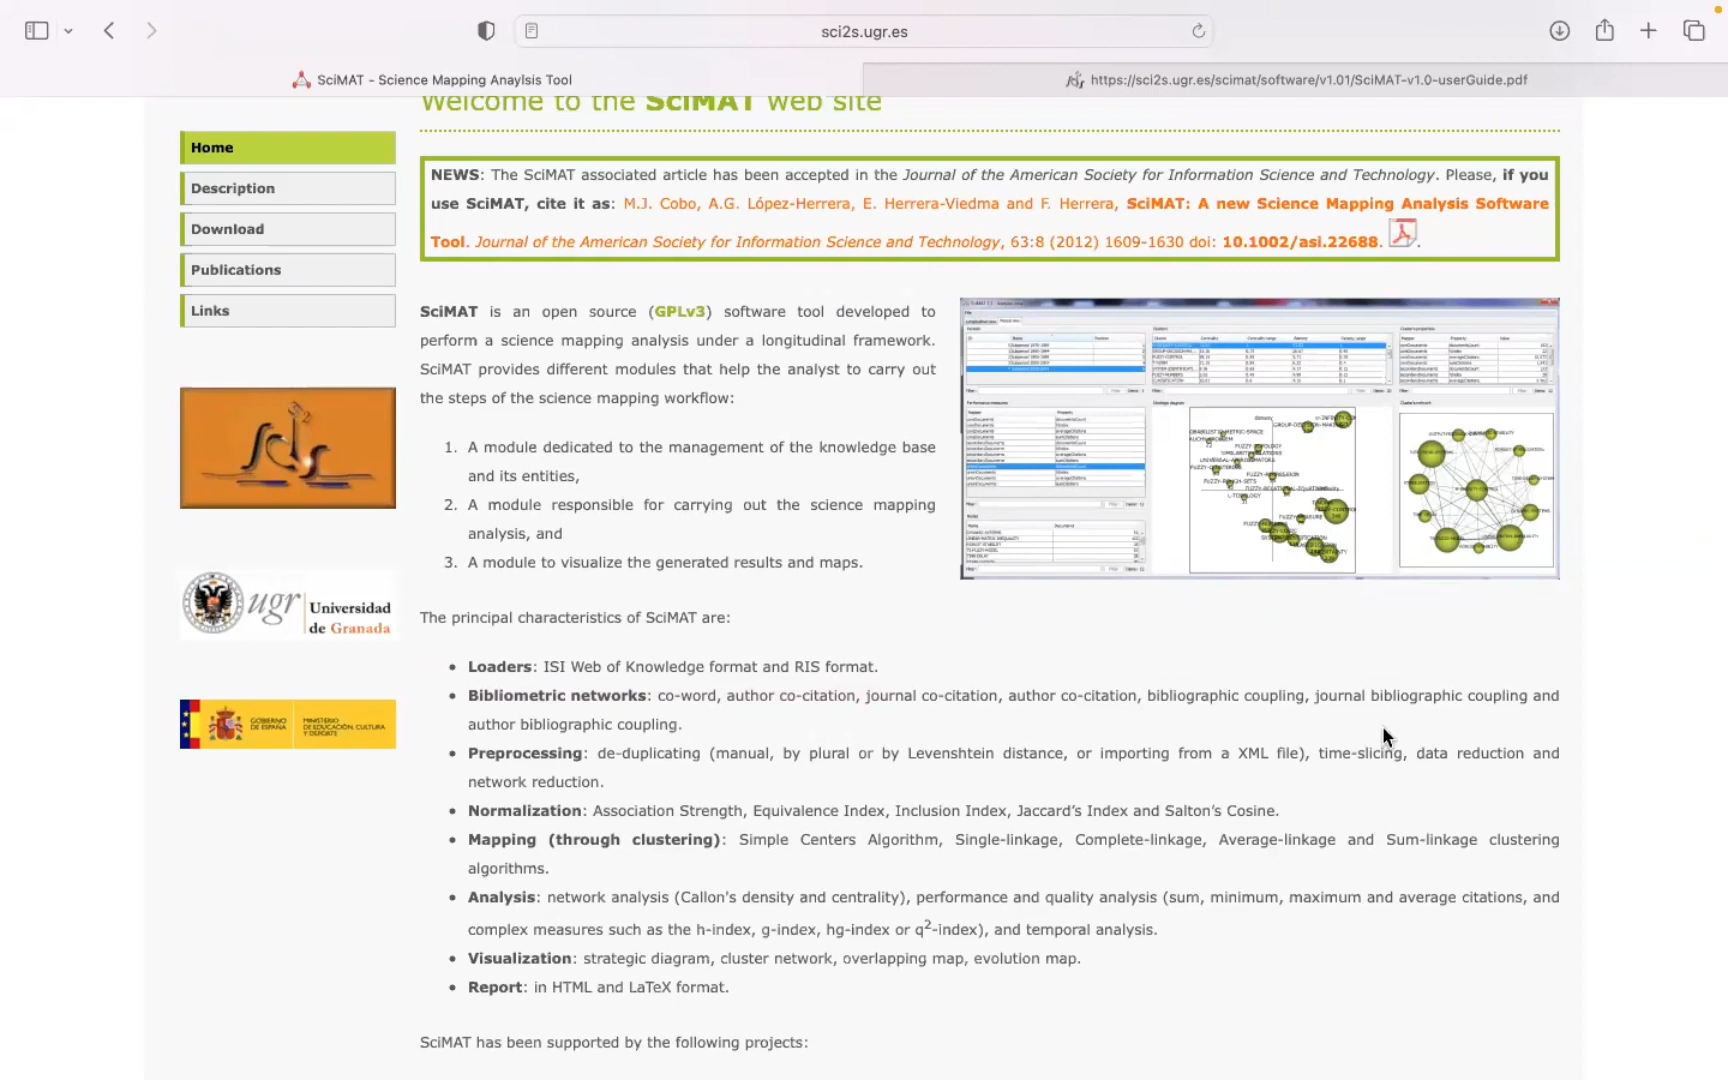 sci2s.ugr.es
SciMAT - Science Mapping Anaylsis Tool
https://sci2s.ugr.es/scimat/software/v1.01/SciMAT-v1.0-userGuide.pdf
Welcome to the SciMAT web site
Home
Description
Download
Publications
Links
NEWS: The SciMAT associated article has been accepted in the Journal of the American Society for Information Science and Technology. Please, if you
use SciMAT, cite it as: M.J. Cobo, A.G. López-Herrera, E. Herrera-Viedma and F. Herrera, SciMAT: A new Science Mapping Analysis Software
Tool. Journal of the American Society for Information Science and Technology, 63:8 (2012) 1609-1630 doi: 10.1002/asi.22688. .
SciMAT is an open source (GPLv3) software tool developed to
perform a science mapping analysis under a longitudinal framework.
SciMAT provides different modules that help the analyst to carry out
the steps of the science mapping workflow:
1. A module dedicated to the management of the knowledge base
and its entities,
2. A module responsible for carrying out the science mapping
analysis, and
3. A module to visualize the generated results and maps.
ugr Universidad
de Granada
GOBIERNO
DE ESPAÑA
MINISTERIO
DE EDUCACIÓN, CULTURA
Y DEPORTE
The principal characteristics of SciMAT are:
• Loaders: ISI Web of Knowledge format and RIS format.
• Bibliometric networks: co-word, author co-citation, journal co-citation, author co-citation, bibliographic coupling, journal bibliographic coupling and
author bibliographic coupling.
• Preprocessing: de-duplicating (manual, by plural or by Levenshtein distance, or importing from a XML file), time-slicing, data reduction and
network reduction.
• Normalization: Association Strength, Equivalence Index, Inclusion Index, Jaccard's Index and Salton's Cosine.
• Mapping (through clustering): Simple Centers Algorithm, Single-linkage, Complete-linkage, Average-linkage and Sum-linkage clustering
algorithms.
• Analysis: network analysis (Callon's density and centrality), performance and quality analysis (sum, minimum, maximum and average citations, and
complex measures such as the h-index, g-index, hg-index or q²-index), and temporal analysis.
• Visualization: strategic diagram, cluster network, overlapping map, evolution map.
• Report: in HTML and LaTeX format.
SciMAT has been supported by the following projects: